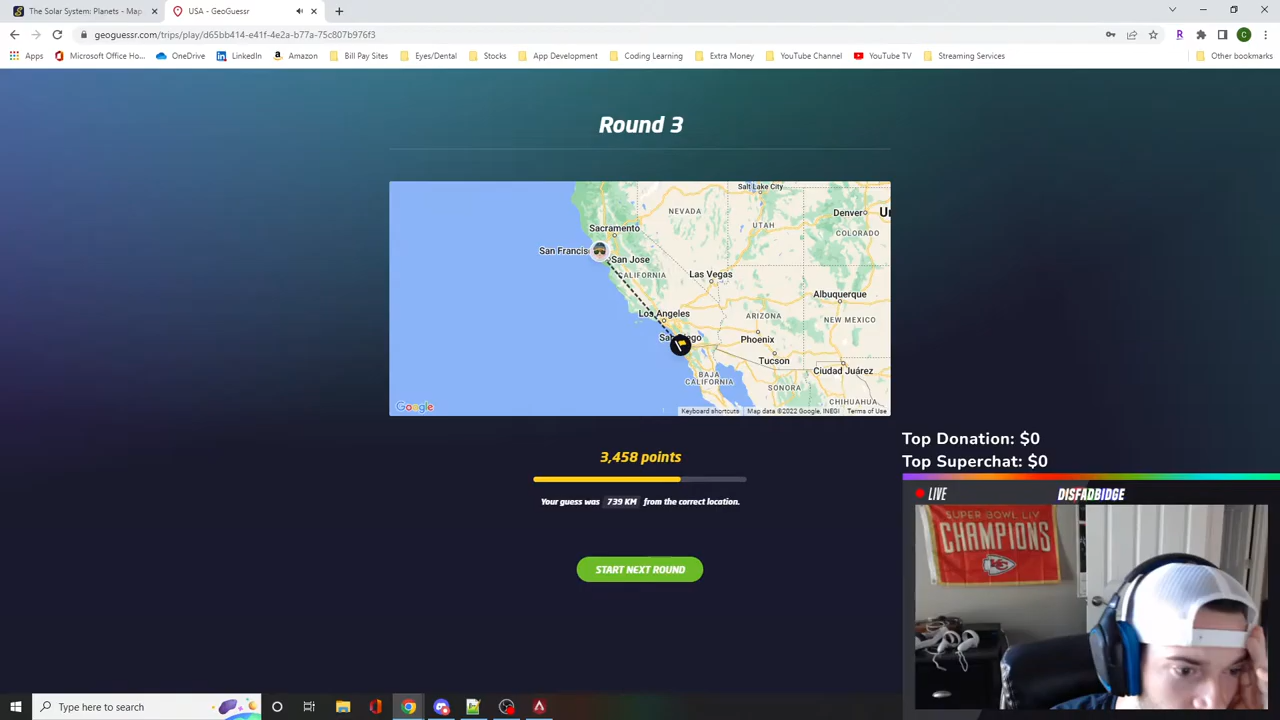 The Solar System: Planets - Map
USA - GeoGuessr
geoguessr.com/trips/play/d65bb414-e41f-4e2a-b77a-75c807b976f3
Apps
Microsoft Office Ho...
OneDrive
LinkedIn
Amazon
Bill Pay Sites
Eyes/Dental
Stocks
App Development
Coding Learning
Extra Money
YouTube Channel
YouTube TV
Streaming Services
Other bookmarks
Round 3
Salt Lake City
NEVADA
Denver
Sacramento
UTAH
COLORADO
San Francis
San Jose
CALIFORNIA
Las Vegas
Albuquerque
Los Angeles
ARIZONA
NEW MEXICO
Phoenix
Tucson
Ciudad Juárez
BAJA
CALIFORNIA
SONORA
CHIHUAHUA
Google
Keyboard shortcuts
Map data ©2022 Google, INEGI
Terms of Use
3,458 points
Your guess was 739 KM from the correct location.
START NEXT ROUND
Top Donation: $0
Top Superchat: $0
LIVE
DISFADBIDGE
SUPER BOWL LIV
CHAMPIONS
KC
Type here to search